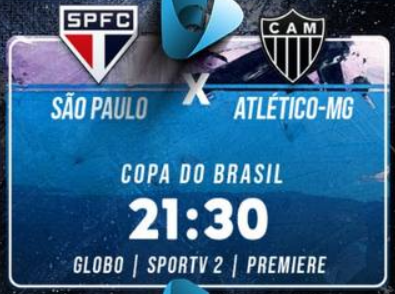 SPFC
CAM
SÃO PAULO X ATLÉTICO-MG
COPA DO BRASIL
21:30
GLOBO | SPORTV 2 | PREMIERE